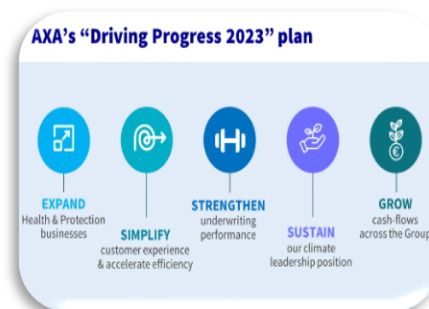 AXA's “Driving Progress 2023” plan
EXPAND
Health & Protection
businesses
SIMPLIFY
customer experience
& accelerate efficiency
STRENGTHEN
underwriting
performance
SUSTAIN
our climate
leadership position
GROW
cash-flows
across the Group
€